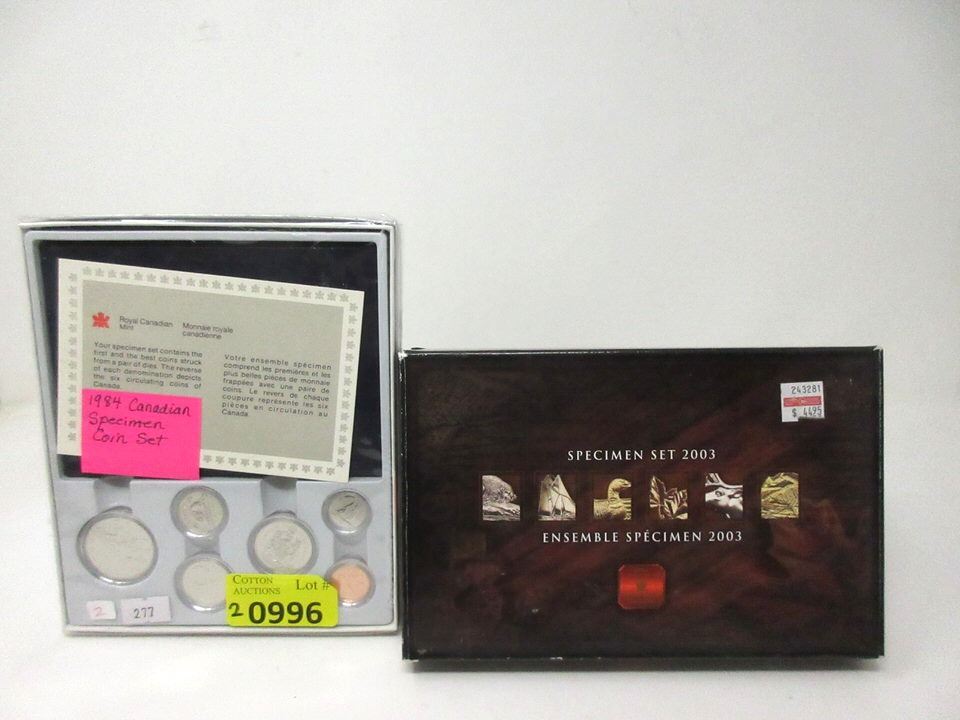 Royal Canadian
Mint
Monnaie royale
canadienne
Your specimen set contains the
first and the best coins struck
from a pair of dies. The reverse
of each denomination depicts
the six circulating coins of
Canada.
Votre ensemble spécimen
comprend les premières et les
plus belles pièces de monnaie
frappées avec une paire de
coins. Le revers de chaque
coupure représente les six
pièces en circulation au
Canada.
1984 Canadian
Specimen
Coin Set
2
277
COTTON
AUCTIONS
Lot #
2 0996
243281
$ 4495
SPECIMEN SET 2003
ENSEMBLE SPÉCIMEN 2003